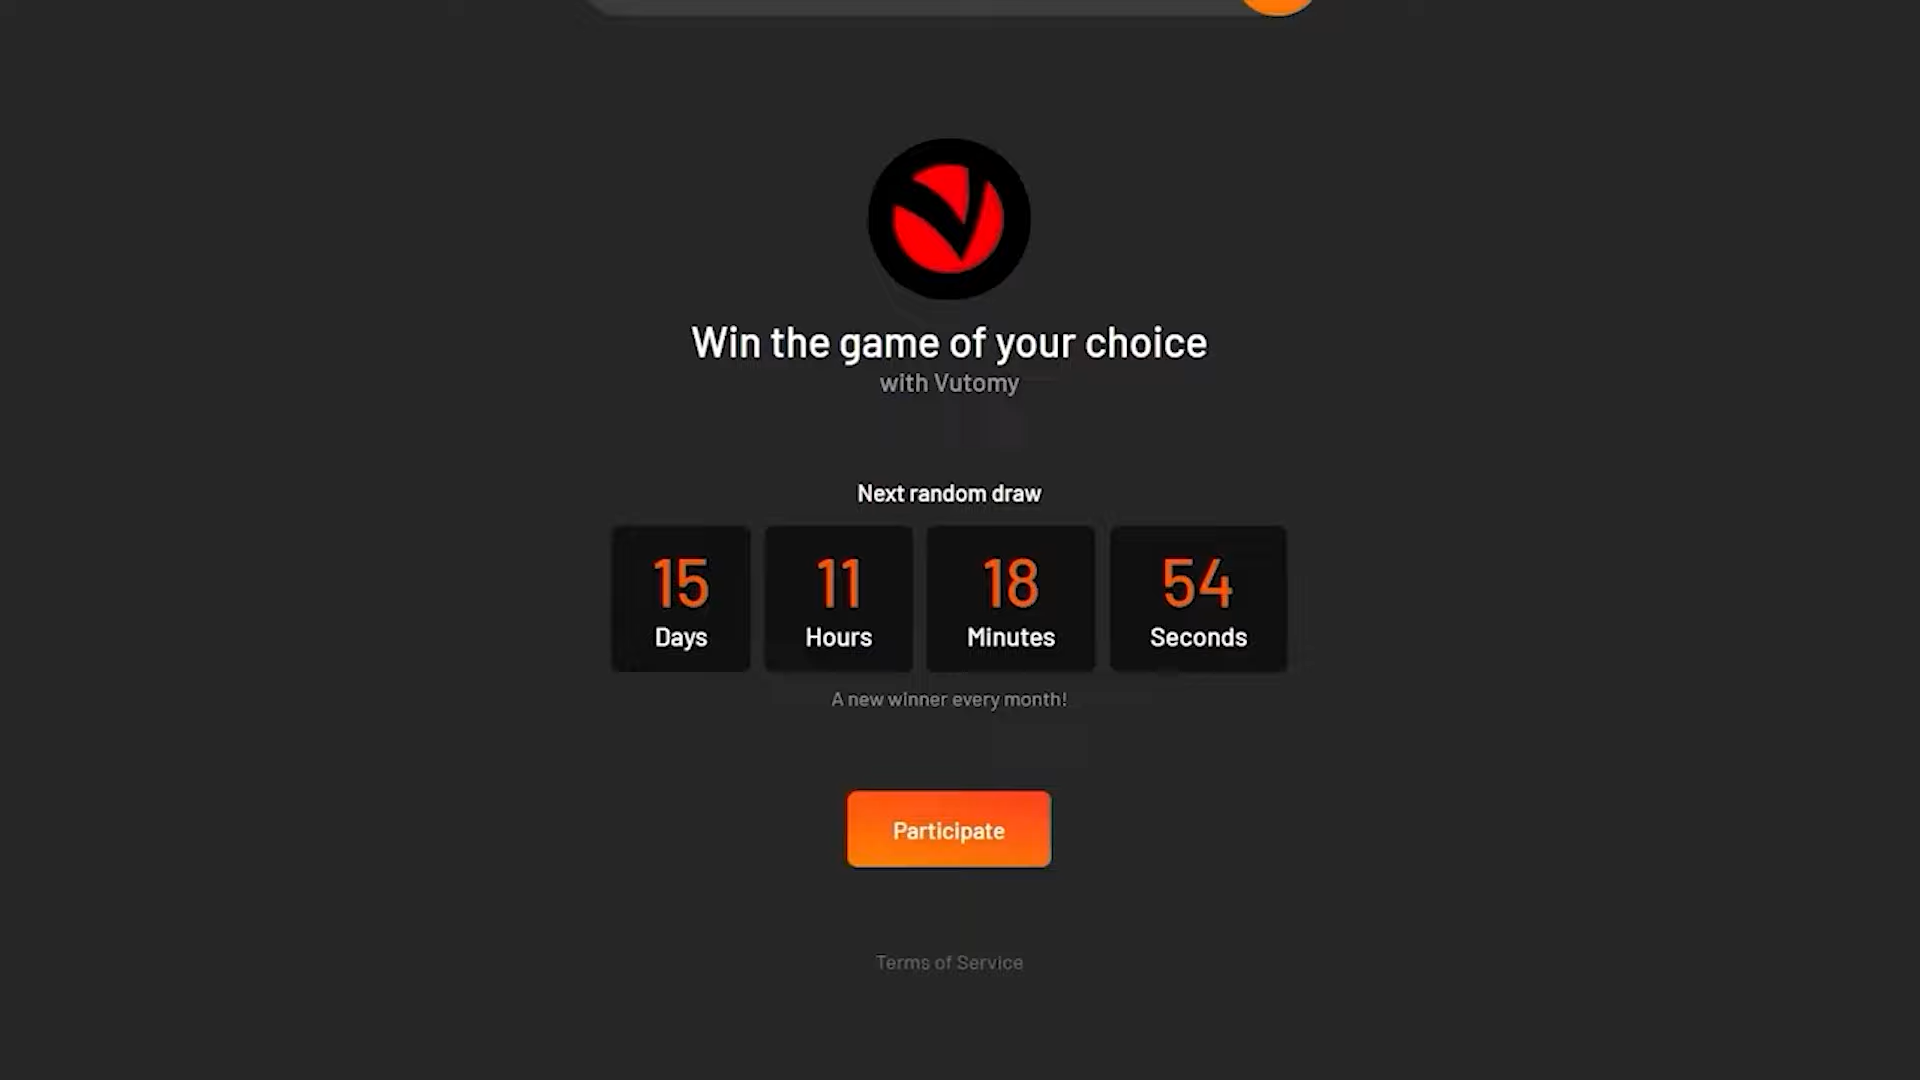 Win the game of your choice
with Vutomy
Next random draw
15 11 18 54
Days Hours Minutes Seconds
A new winner every month!
Participate
Terms of Service